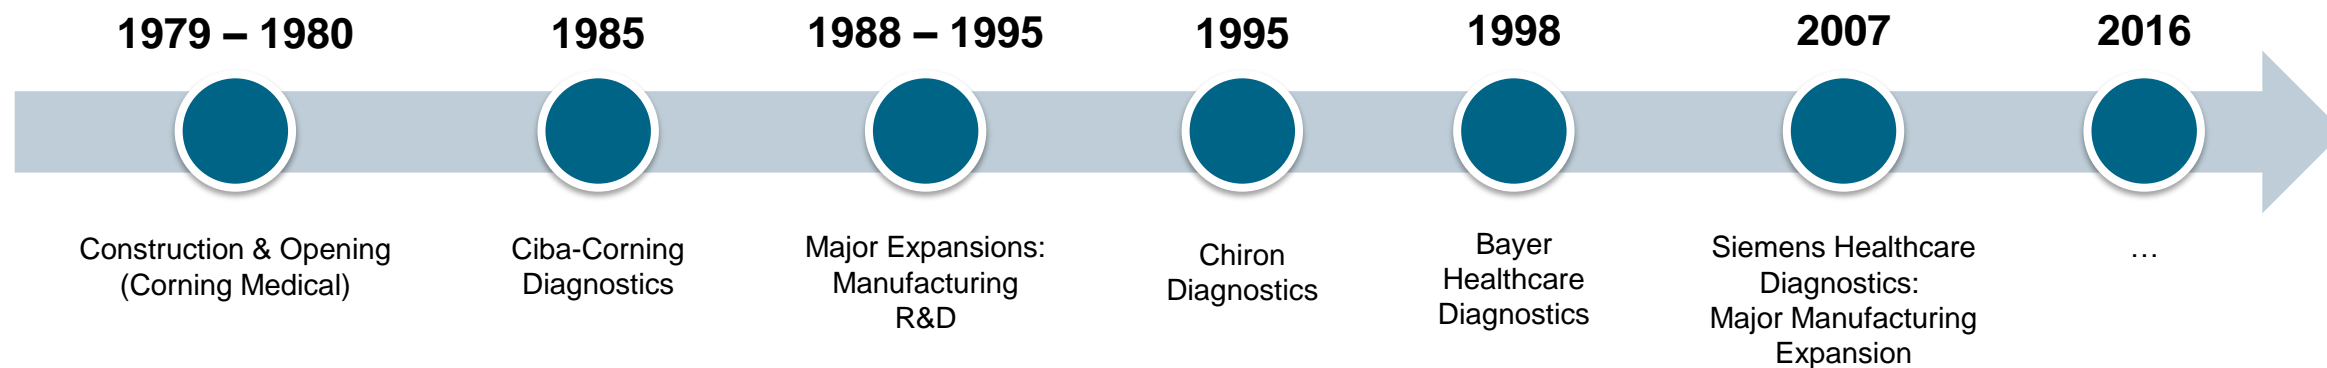 1979 – 1980
1985
1988 – 1995
1995
1998
2007
2016
Construction & Opening
(Corning Medical)
Ciba-Corning
Diagnostics
Major Expansions:
Manufacturing
R&D
Chiron
Diagnostics
Bayer
Healthcare
Diagnostics
Siemens Healthcare
Diagnostics:
Major Manufacturing
Expansion
…